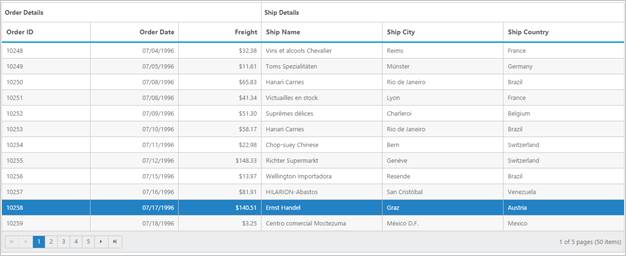 Order Details Ship Details
Order ID Order Date Freight Ship Name Ship City Ship Country
10248 07/04/1996 $32.38 Vins et alcools Chevalier Reims France
10249 07/05/1996 $11.61 Toms Spezialitäten Münster Germany
10250 07/08/1996 $65.83 Hanari Carnes Rio de Janeiro Brazil
10251 07/08/1996 $41.34 Victuailles en stock Lyon France
10252 07/09/1996 $51.30 Suprêmes délices Charleroi Belgium
10253 07/10/1996 $58.17 Hanari Carnes Rio de Janeiro Brazil
10254 07/11/1996 $22.98 Chop-suey Chinese Bern Switzerland
10255 07/12/1996 $148.33 Richter Supermarkt Genève Switzerland
10256 07/15/1996 $13.97 Wellington Importadora Resende Brazil
10257 07/16/1996 $81.91 HILARION-Abastos San Cristóbal Venezuela
10258 07/17/1996 $140.51 Ernst Handel Graz Austria
10259 07/18/1996 $3.25 Centro comercial Moctezuma México D.F. Mexico
1 2 3 4 5 1 of 5 pages (50 items)